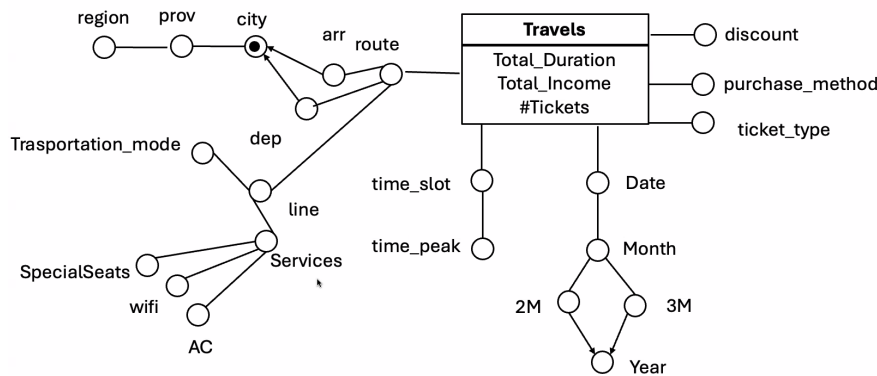 region
prov
city
arr
route
dep
Trasportation_mode
line
Services
SpecialSeats
wifi
AC
Travels
Total_Duration
Total_Income
#Tickets
discount
purchase_method
ticket_type
time_slot
time_peak
Date
Month
2M
3M
Year